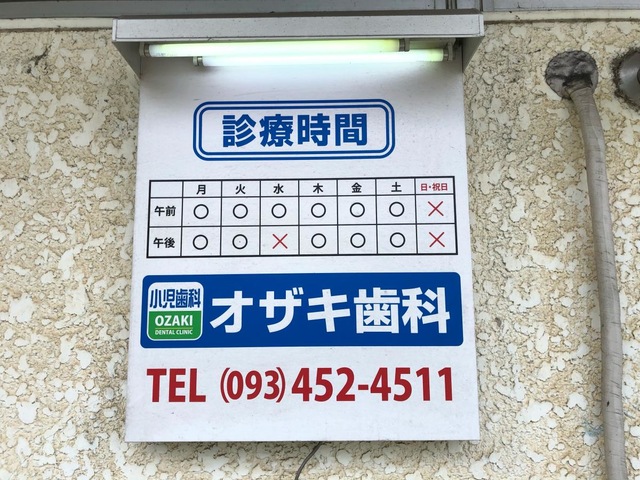 診療時間
月 火 水 木 金 土 日・祝日
午前 ○ ○ ○ ○ ○ ○ ×
午後 ○ ○ × ○ ○ ○ ×
小児歯科
OZAKI
DENTAL CLINIC
オザキ歯科
TEL (093)452-4511